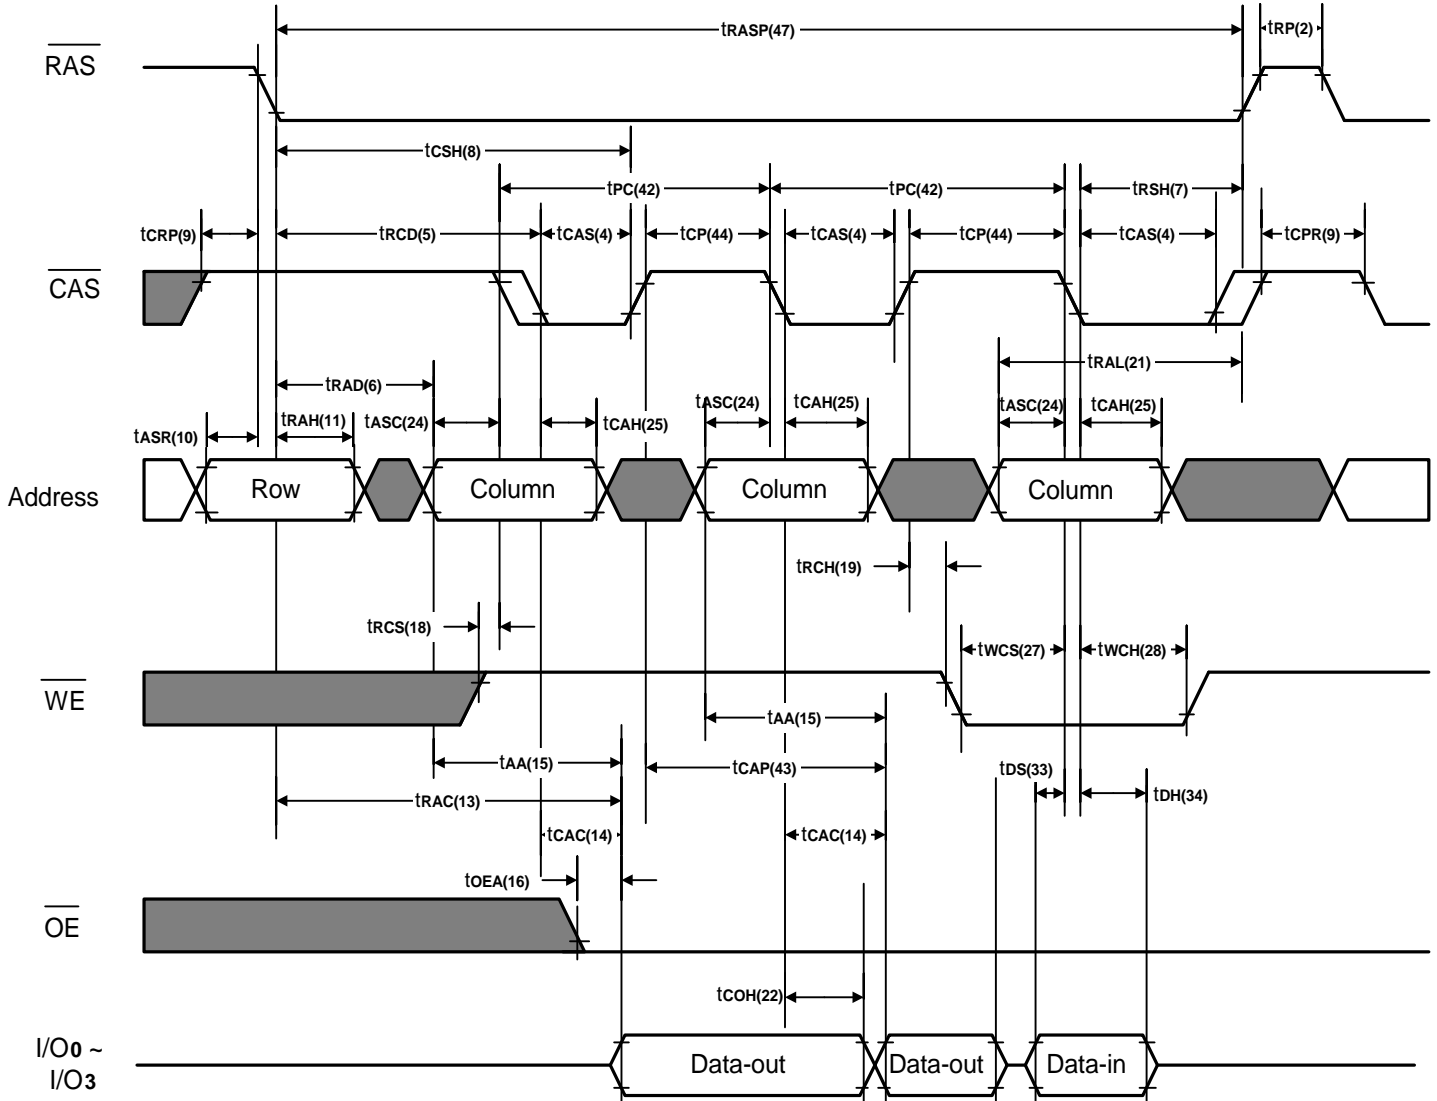 tRASP(47) tRP(2)
RAS
tCSH(8)
tPC(42) tPC(42) tRSH(7)
tCRP(9) tRCD(5) tCAS(4) tCP(44) tCAS(4) tCP(44) tCAS(4) tCPR(9)
CAS
tRAL(21)
tRAD(6)
tASR(10) tRAH(11) tASC(24) tCAH(25) tASC(24) tCAH(25) tASC(24) tCAH(25)
Address Row Column Column Column
tRCH(19)
tRCS(18) tWCS(27) tWCH(28)
WE
tAA(15)
tAA(15) tCAP(43) tDS(33)
tRAC(13) tDH(34)
tCAC(14) tCAC(14)
tOEA(16)
OE
tCOH(22)
I/O0 ~
I/O3 Data-out Data-out Data-in